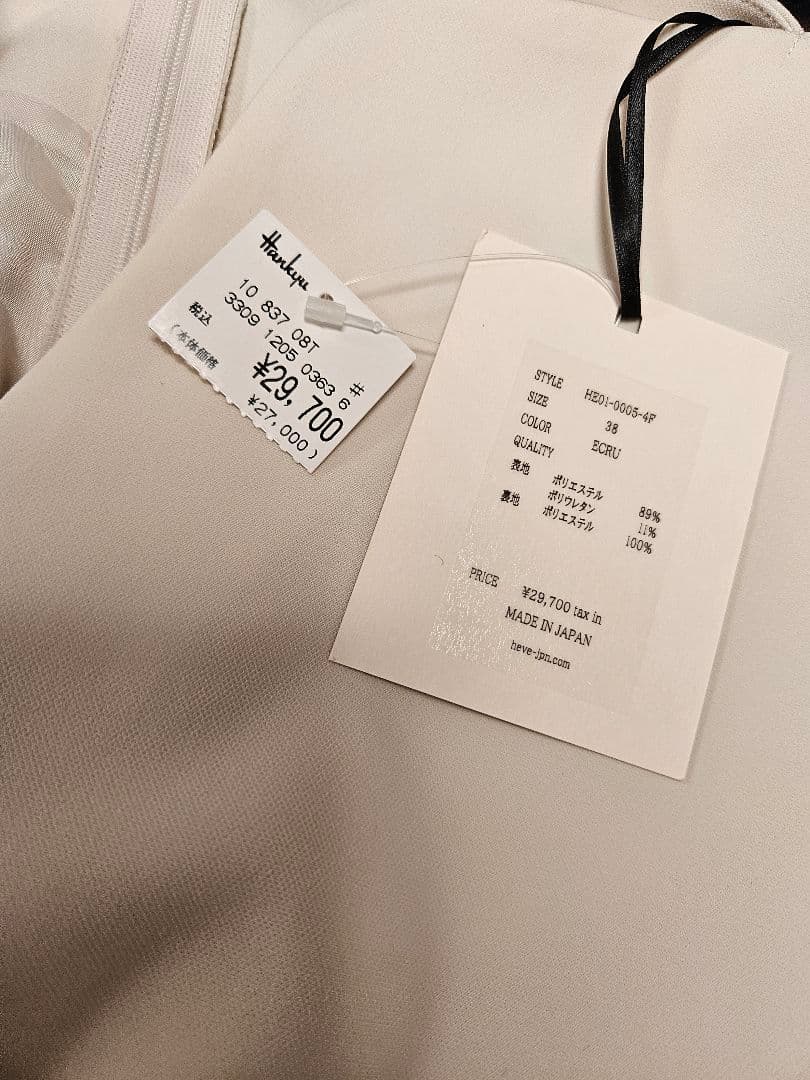 Hankyu
10 837 08T
3309 1205 0363 6 #
税込 ¥29,700
(本体価格 ¥27,000)
STYLE HE01-0005-4F
SIZE 38
COLOR ECRU
QUALITY
表地 ポリエステル 89%
ポリウレタン 11%
裏地 ポリエステル 100%
PRICE ¥29,700 tax in
MADE IN JAPAN
heve-jpn.com